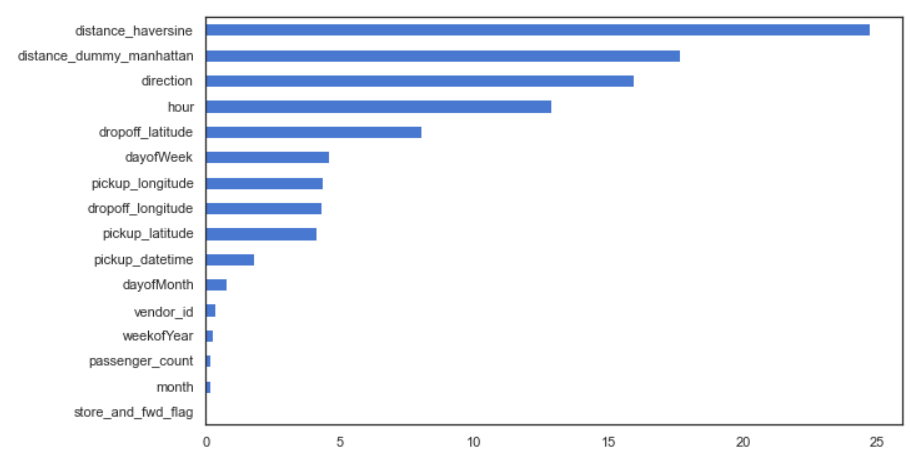 distance_haversine
distance_dummy_manhattan
direction
hour
dropoff_latitude
dayofWeek
pickup_longitude
dropoff_longitude
pickup_latitude
pickup_datetime
dayofMonth
vendor_id
weekofYear
passenger_count
month
store_and_fwd_flag
0 5 10 15 20 25